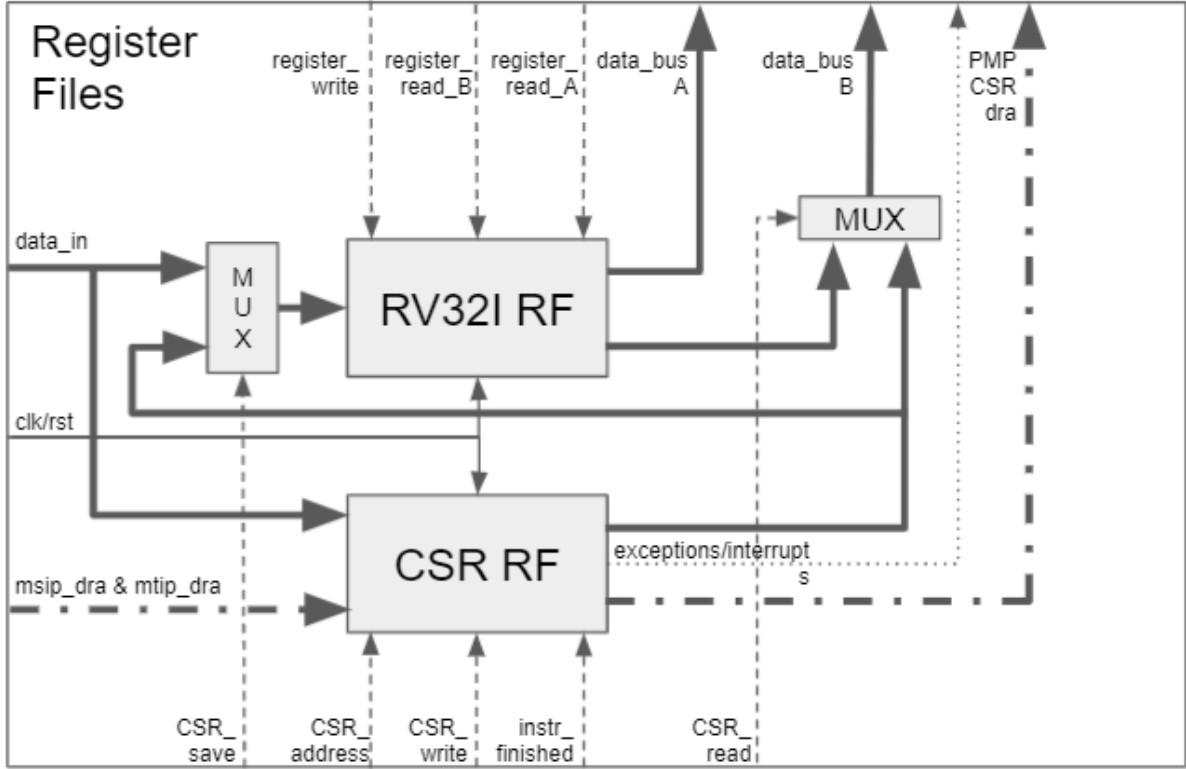 Register
Files
register_
write
register_
read_B
register_
read_A
data_bus
A
data_bus
B
PMP
CSR
dra
data_in
M
U
X
RV32I RF
MUX
clk/rst
CSR RF
exceptions/interrupt
s
msip_dra & mtip_dra
CSR_
save
CSR_
address
CSR_
write
instr_
finished
CSR_
read